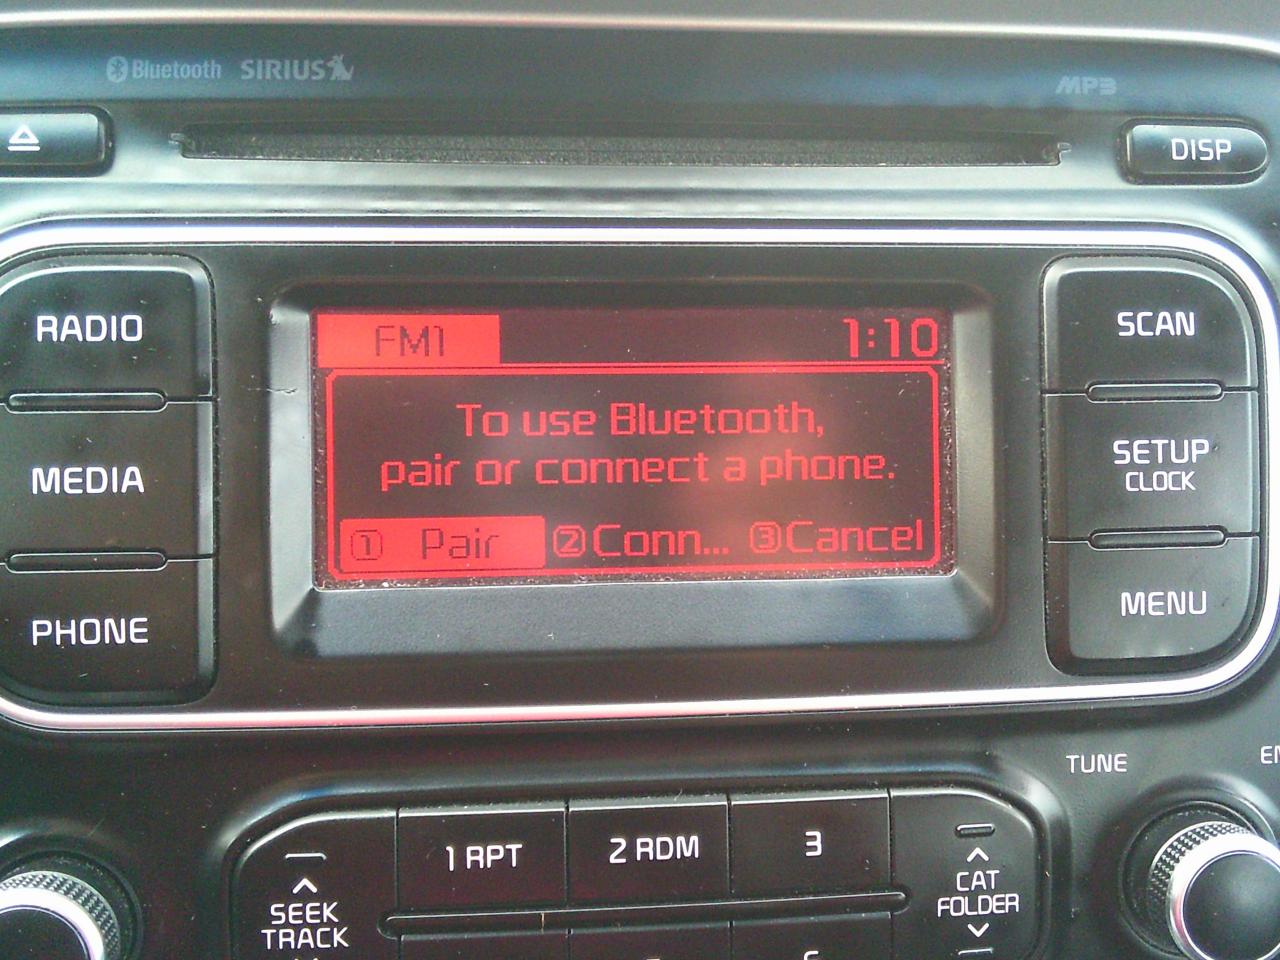 Bluetooth SIRIUS
MP3
DISP
RADIO
MEDIA
PHONE
FM1 1:10
To use Bluetooth,
pair or connect a phone.
① Pair ②Conn... ③Cancel
SCAN
SETUP
CLOCK
MENU
TUNE
SEEK
TRACK
1 RPT
2 RDM
3
CAT
FOLDER